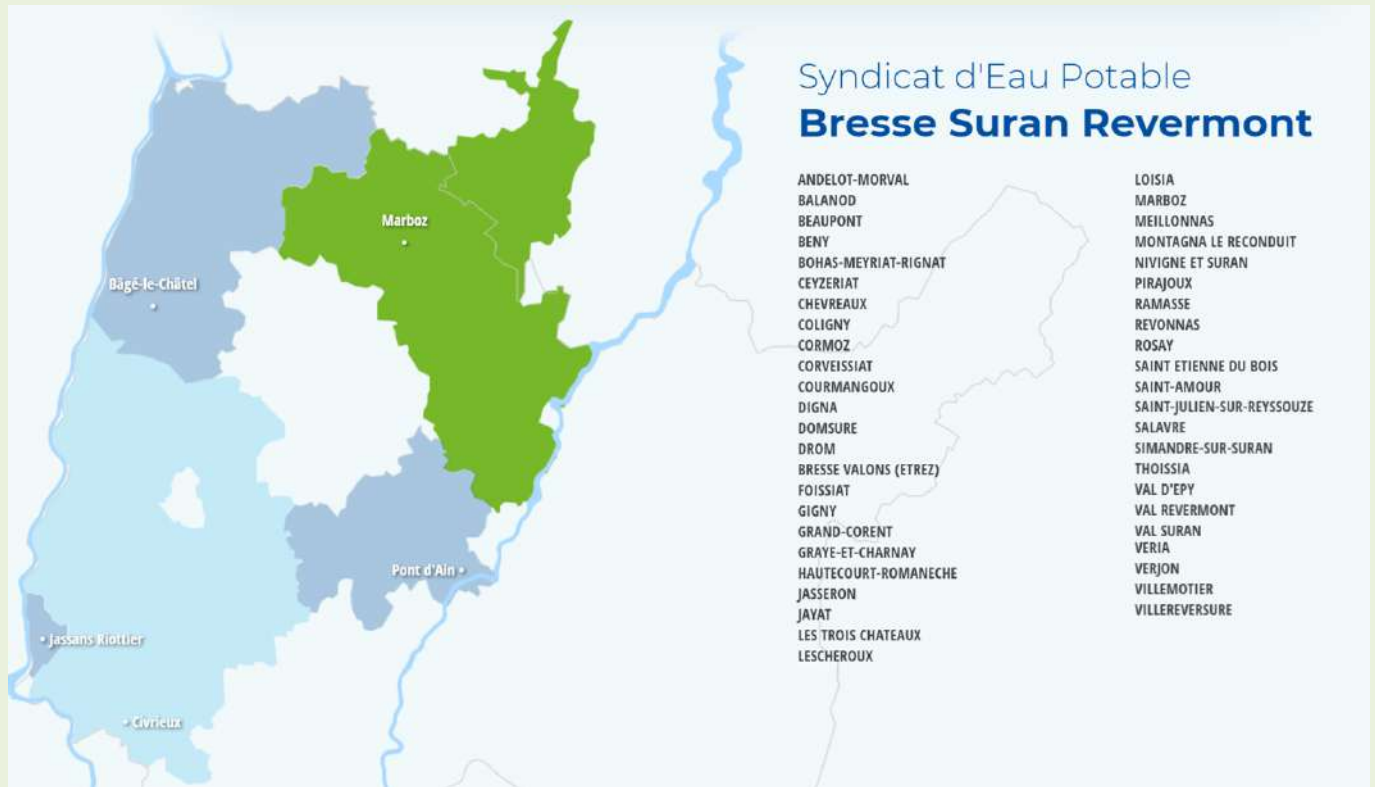 Syndicat d'Eau Potable
Bresse Suran Revermont
ANDELOT-MORVAL
BALANOD
BEAUPONT
BENY
BOHAS-MEYRIAT-RIGNAT
CEYZERIAT
CHEVREAUX
COLIGNY
CORMOZ
CORVEISSIAT
COURMANGOUX
DIGNA
DOMSURE
DROM
BRESSE VALONS (ETREZ)
FOISSIAT
GIGNY
GRAND-CORENT
GRAYE-ET-CHARNAY
HAUTECOURT-ROMANECHE
JASSERON
JAYAT
LES TROIS CHATEAUX
LESCHEROUX
LOISIA
MARBOZ
MEILLONNAS
MONTAGNA LE RECONDUIT
NIVIGNE ET SURAN
PIRAJOUX
RAMASSE
REVONNAS
ROSAY
SAINT ETIENNE DU BOIS
SAINT-AMOUR
SAINT-JULIEN-SUR-REYSSOUZE
SALAVRE
SIMANDRE-SUR-SURAN
THOISSIA
VAL D'EPY
VAL REVERMONT
VAL SURAN
VERIA
VERJON
VILLEMOTIER
VILLEREVERSURE
Marboz
Bâgé-le-Châtel
Pont d'Ain
Jassans Riottier
Civrieux